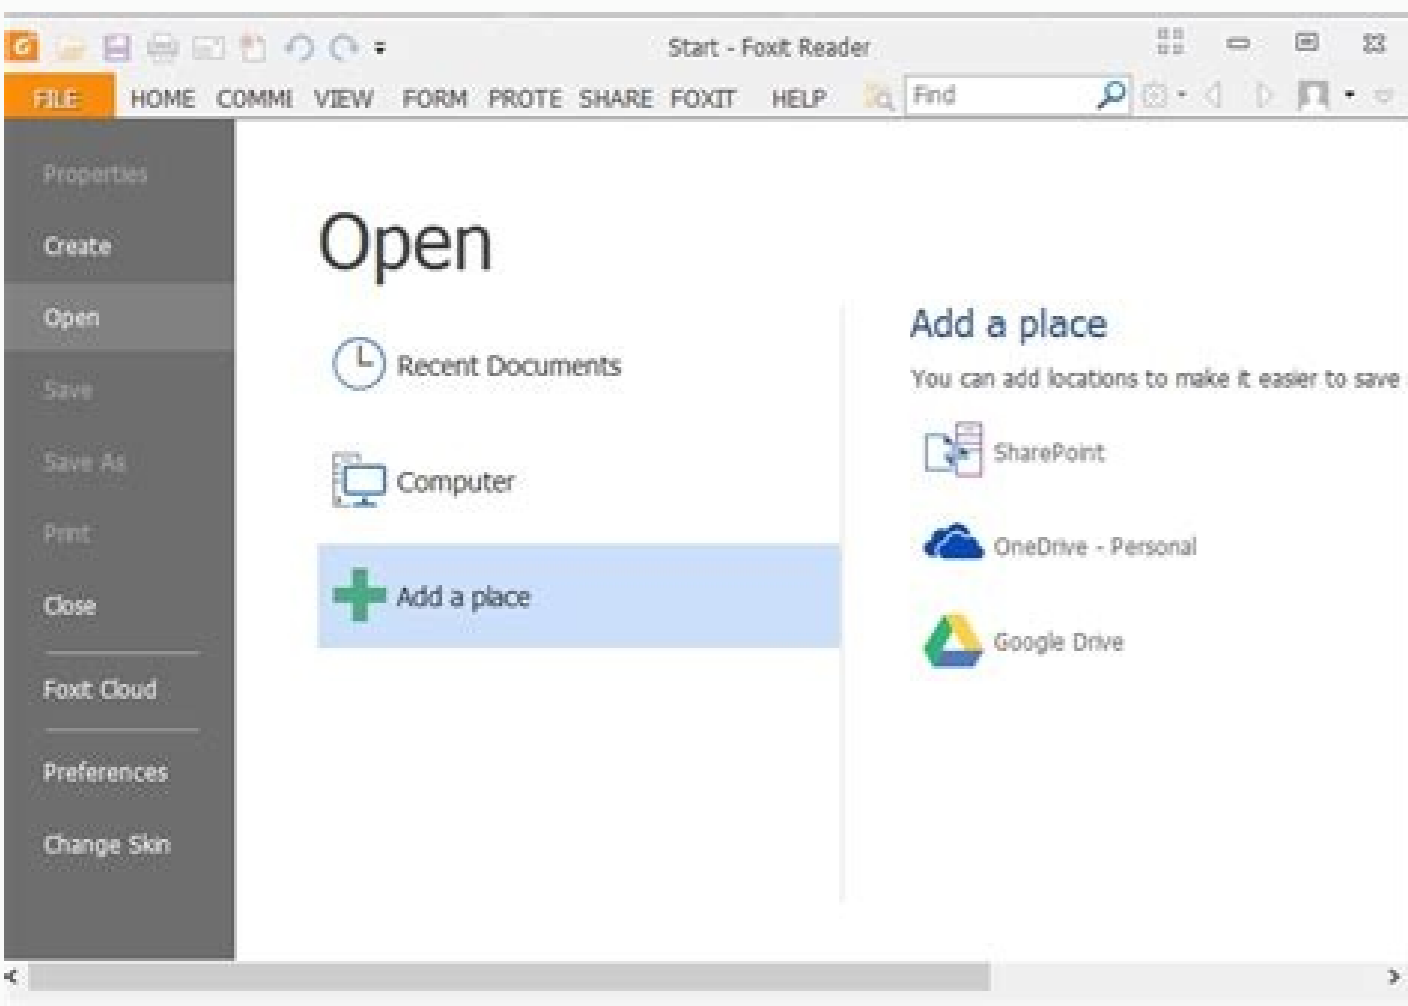 Start - Foxit Reader
FILE HOME COMMI VIEW FORM PROTE SHARE FOXIT HELP Find
Properties
Create
Open
Save
Save As
Print
Close
Foxit Cloud
Preferences
Change Skin
Open
Recent Documents
Computer
Add a place
Add a place
You can add locations to make it easier to save
SharePoint
OneDrive - Personal
Google Drive